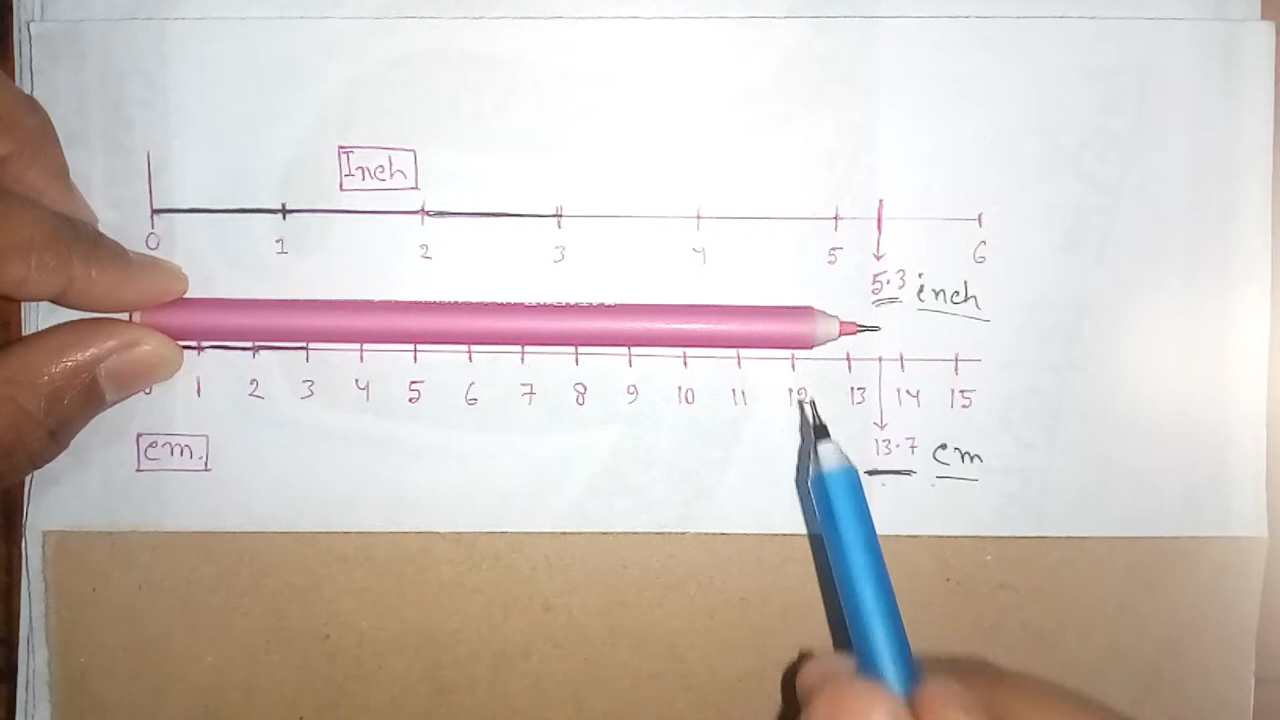 Inch
0 1 2 3 4 5 6
5.3 inch
1 2 3 4 5 6 7 8 9 10 11 12 13 14 15
13.7 cm
cm.